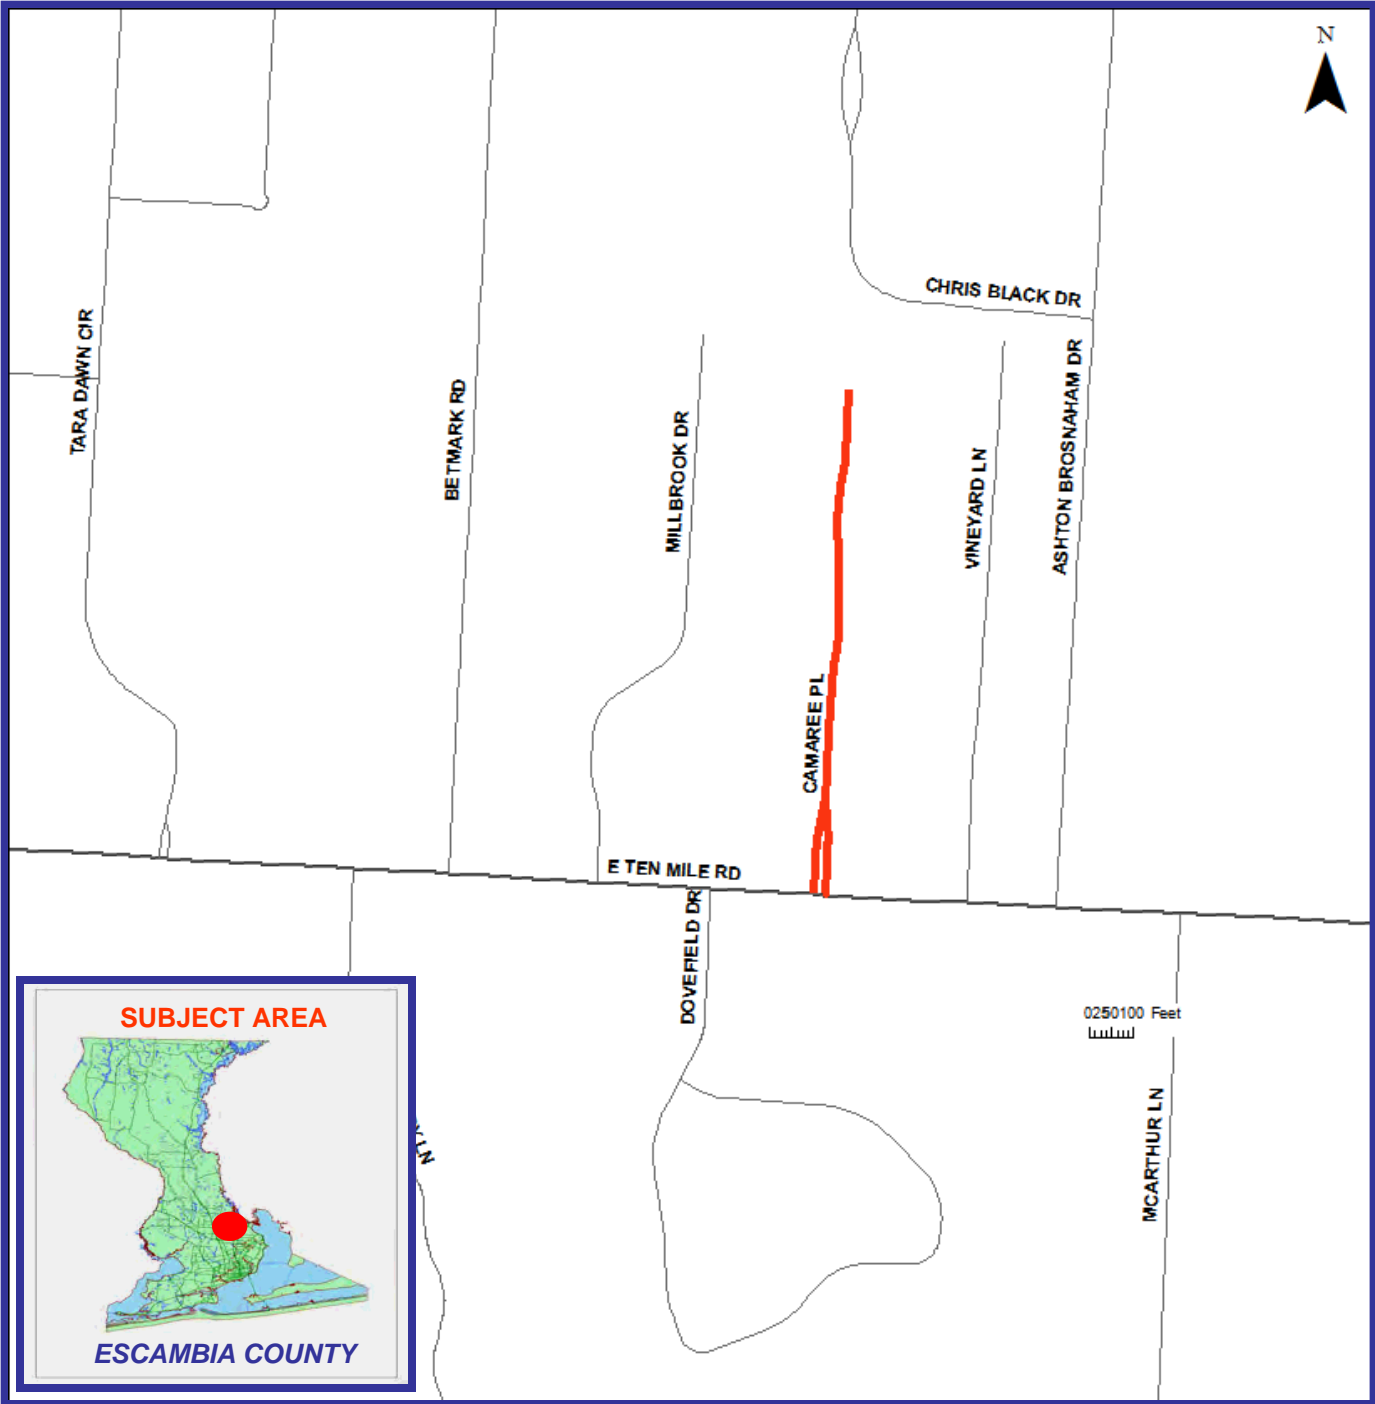 N
CHRIS BLACK DR
TARA DAWN CIR
BETMARK RD
MILLBROOK DR
VINEYARD LN
ASHTON BROSNAHAM DR
CAMAREE PL
E TEN MILE RD
DOVEFIELD DR
0250100 Feet
MCARTHUR LN
LN
SUBJECT AREA
ESCAMBIA COUNTY